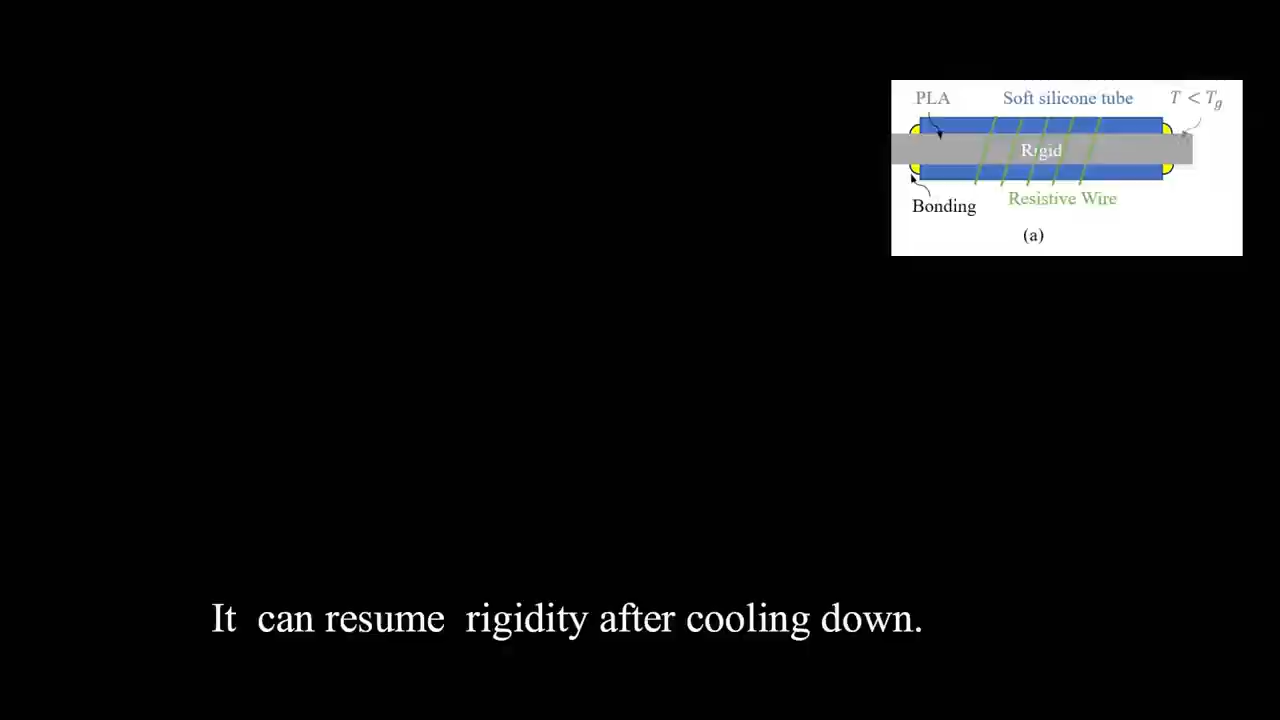 PLA Soft silicone tube T < Tg
Rigid
Bonding Resistive Wire
(a)
It can resume rigidity after cooling down.